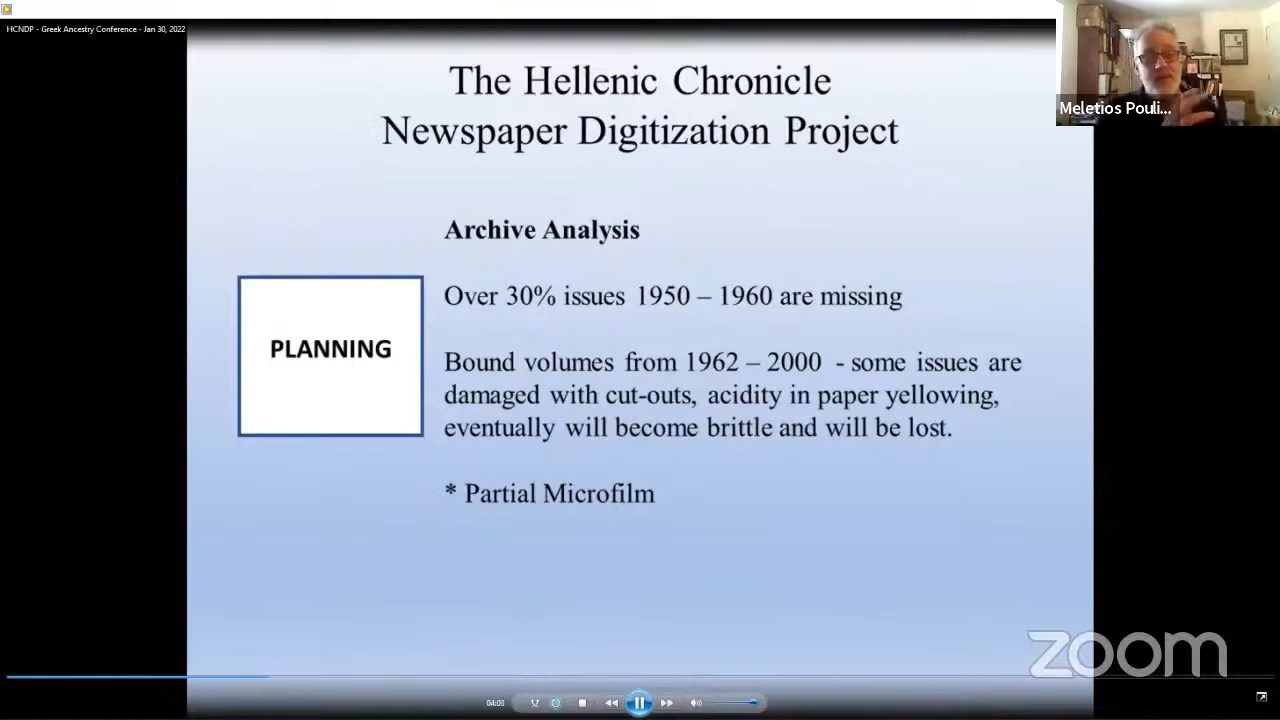 HCNDP - Greek Ancestry Conference - Jan 30, 2022
Meletios Pouli...
The Hellenic Chronicle
Newspaper Digitization Project
Archive Analysis
Over 30% issues 1950 – 1960 are missing
PLANNING
Bound volumes from 1962 – 2000 - some issues are
damaged with cut-outs, acidity in paper yellowing,
eventually will become brittle and will be lost.
* Partial Microfilm
zoom
04:06